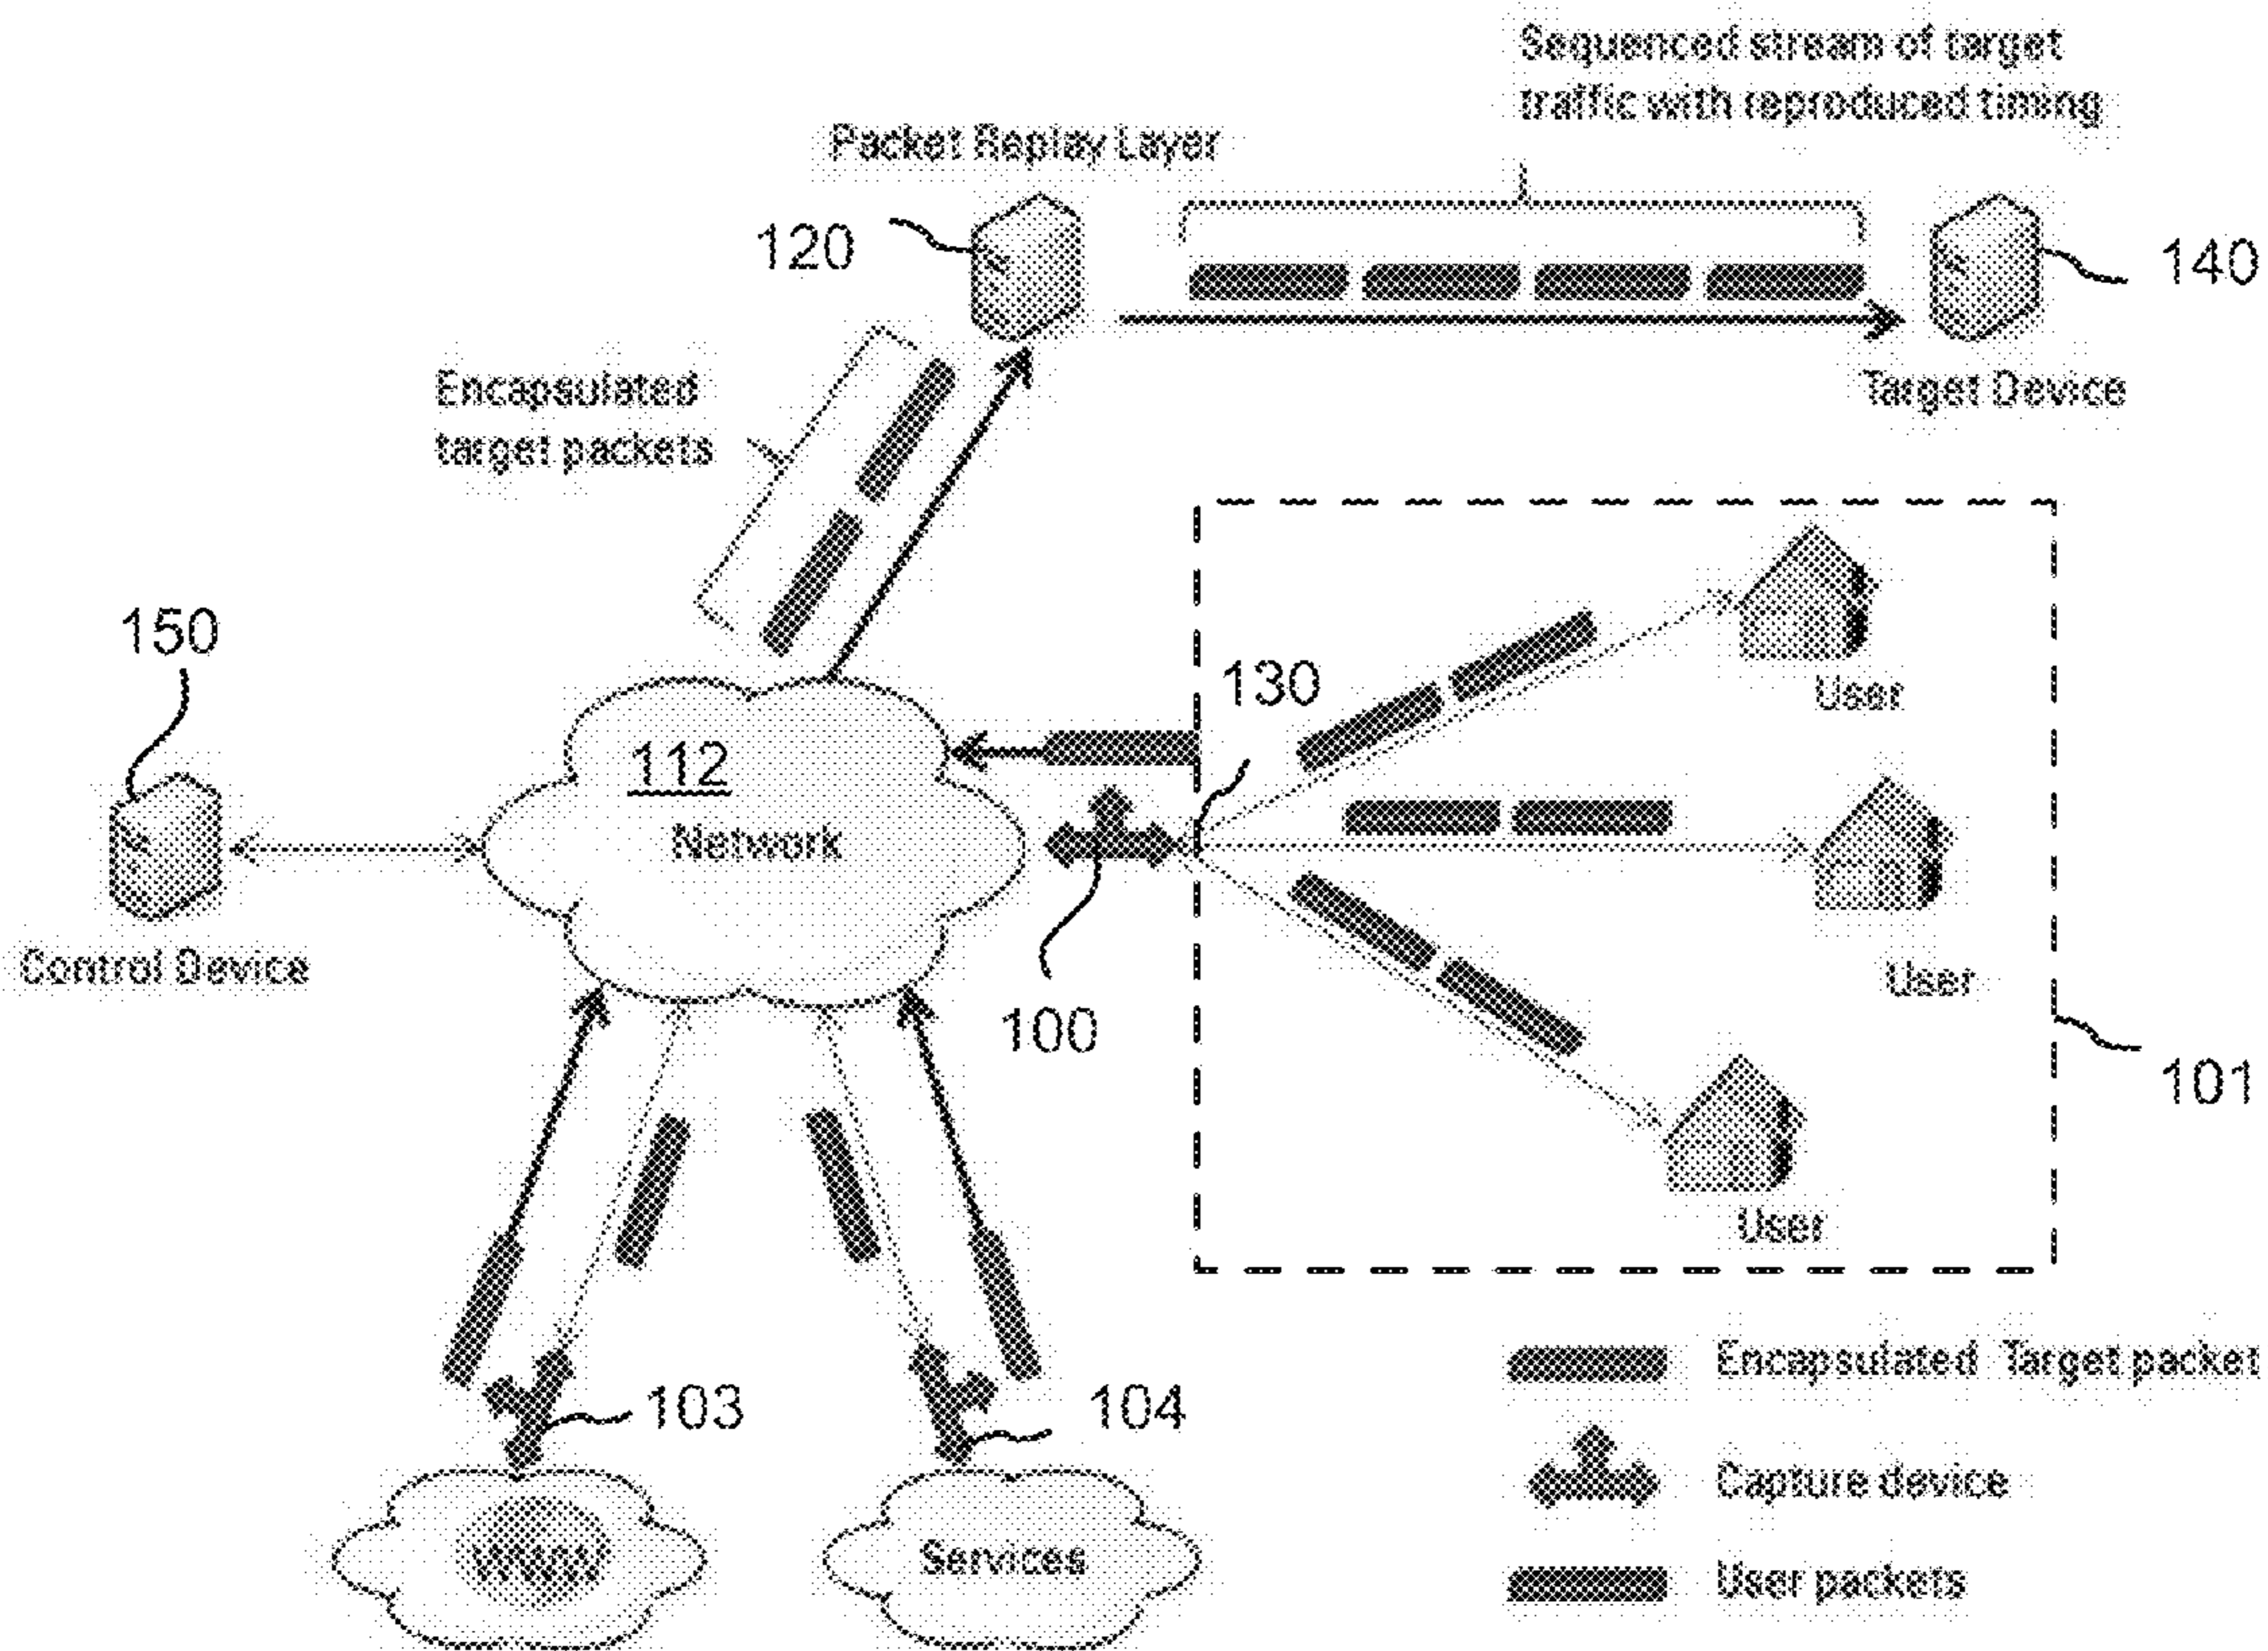 Sequenced stream of target
traffic with reproduced timing
Packet Replay Layer
120
140
Encapsulated
target packets
Target Device
150
130
User
112
Network
Control Device
User
100
101
User
Encapsulated Target packet
103
104
Capture device
Services
User packets